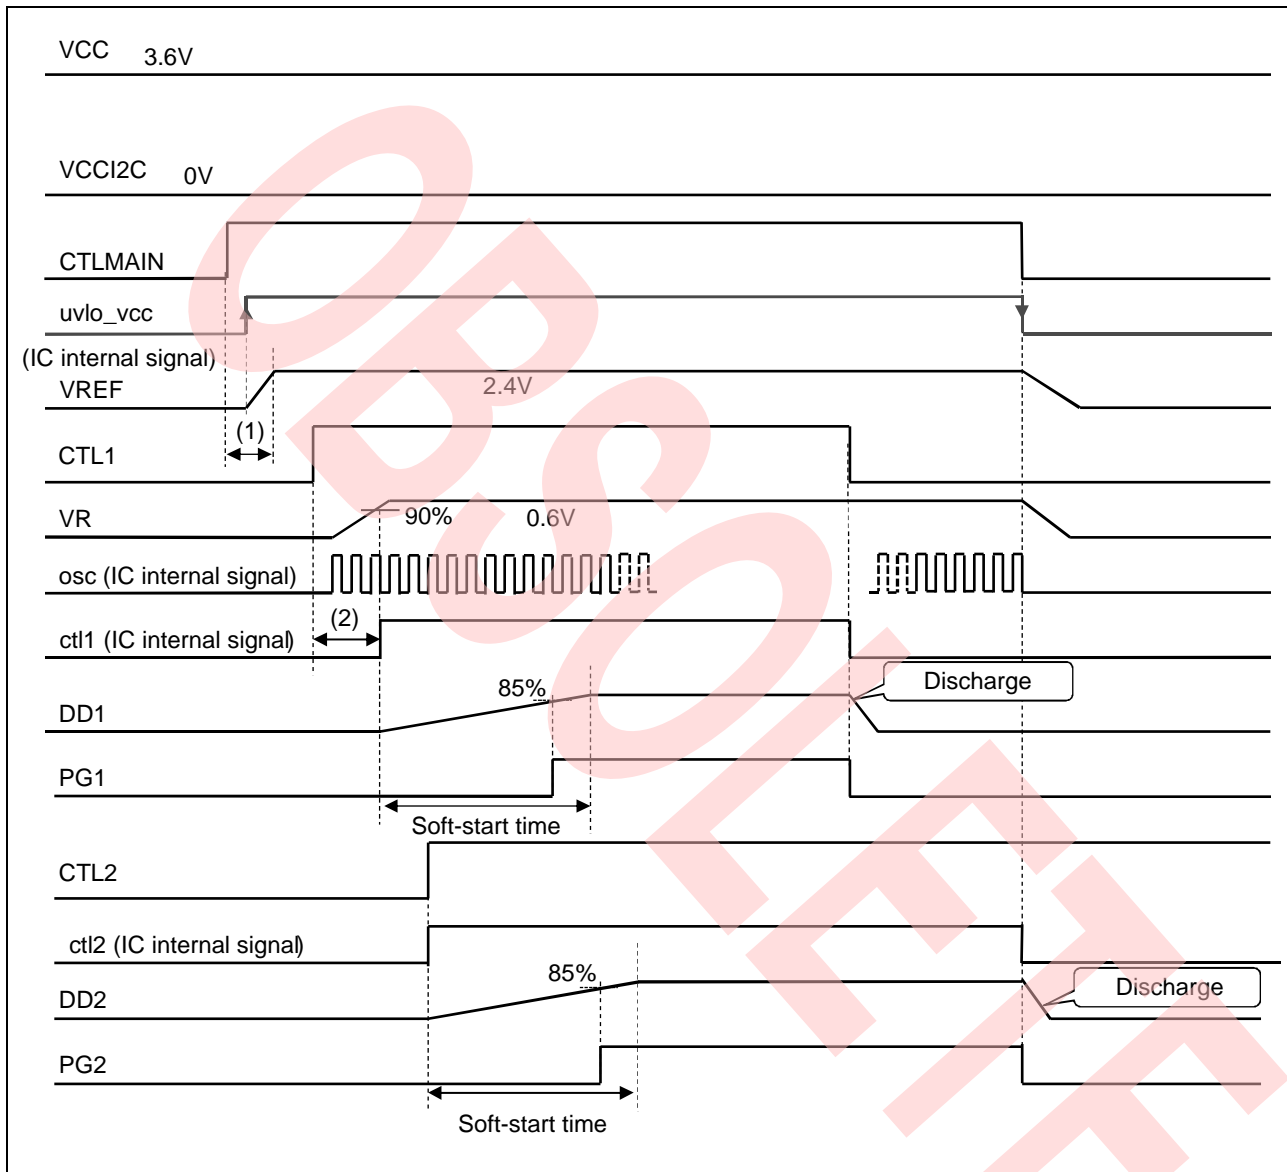 VCC 3.6V
VCCI2C 0V
CTLMAIN
uvlo_vcc
(IC internal signal)
VREF
2.4V
(1)
CTL1
VR
90%
0.6V
osc (IC internal signal)
(2)
ctl1 (IC internal signal)
85%
Discharge
DD1
PG1
Soft-start time
CTL2
ctl2 (IC internal signal)
85%
Discharge
DD2
PG2
Soft-start time
OBSOLETE